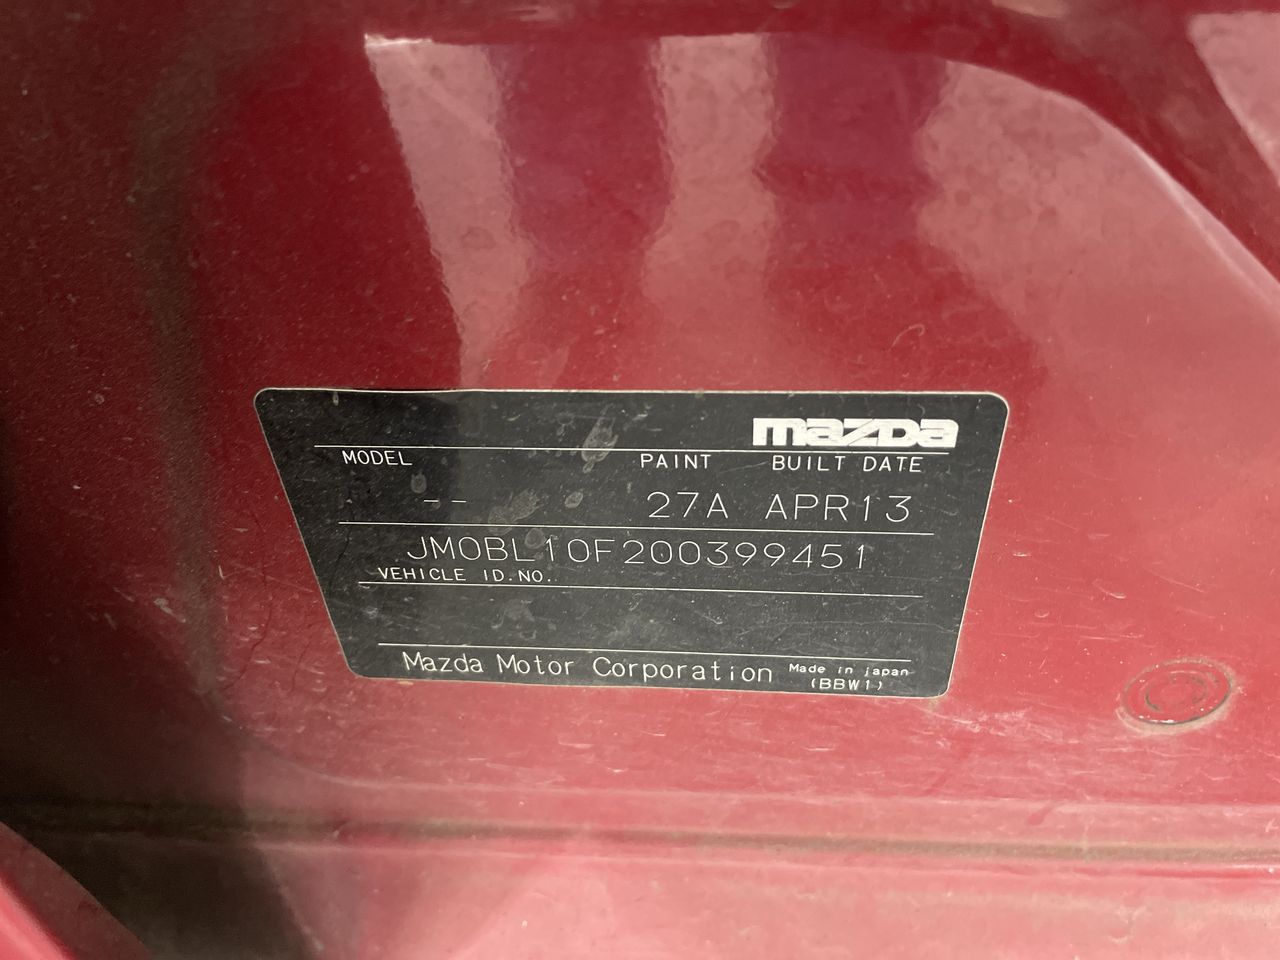 mazda
MODEL PAINT BUILT DATE
-- 27A APR13
JM0BL10F200399451
VEHICLE ID.NO.
Mazda Motor Corporation Made in japan
(BBW1)